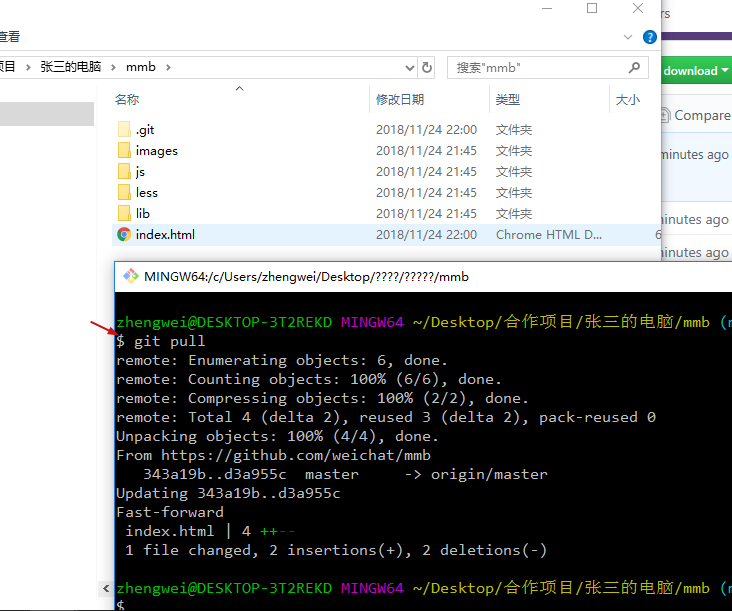 rs
查看
?
项目 > 张三的电脑 > mmb >
搜索"mmb"
download
名称 修改日期 类型 大小
Compare
.git 2018/11/24 22:00 文件夹
images 2018/11/24 21:45 文件夹
minutes ago
js 2018/11/24 21:45 文件夹
less 2018/11/24 21:45 文件夹
lib 2018/11/24 21:45 文件夹
inutes ago
index.html 2018/11/24 22:00 Chrome HTML D... 6
inutes ago
MINGW64:/c/Users/zhengwei/Desktop/????/?????/mmb
zhengwei@DESKTOP-3T2REKD MINGW64 ~/Desktop/合作项目/张三的电脑/mmb (
$ git pull
remote: Enumerating objects: 6, done.
remote: Counting objects: 100% (6/6), done.
remote: Compressing objects: 100% (2/2), done.
remote: Total 4 (delta 2), reused 3 (delta 2), pack-reused 0
Unpacking objects: 100% (4/4), done.
From https://github.com/weichat/mmb
343a19b..d3a955c master -> origin/master
Updating 343a19b..d3a955c
Fast-forward
index.html | 4 ++--
1 file changed, 2 insertions(+), 2 deletions(-)
zhengwei@DESKTOP-3T2REKD MINGW64 ~/Desktop/合作项目/张三的电脑/mmb (
$